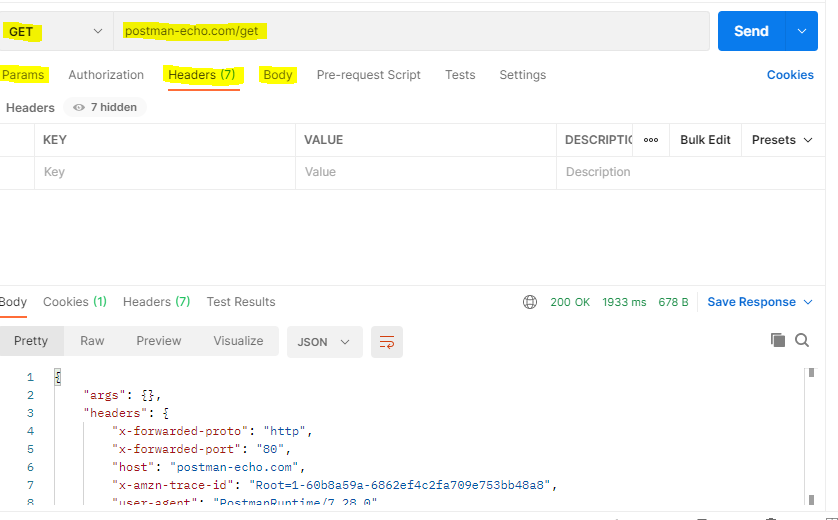 GET postman-echo.com/get Send
Params Authorization Headers (7) Body Pre-request Script Tests Settings Cookies
Headers 7 hidden
KEY VALUE DESCRIPTIO ooo Bulk Edit Presets
Key Value Description
Body Cookies (1) Headers (7) Test Results 200 OK 1933 ms 678 B Save Response
Pretty Raw Preview Visualize JSON
1 {
2 "args": {},
3 "headers": {
4 "x-forwarded-proto": "http",
5 "x-forwarded-port": "80",
6 "host": "postman-echo.com",
7 "x-amzn-trace-id": "Root=1-60b8a59a-6862ef4c2fa709e753bb48a8",
8 "user-agent": "PostmanRuntime/7.28.0"